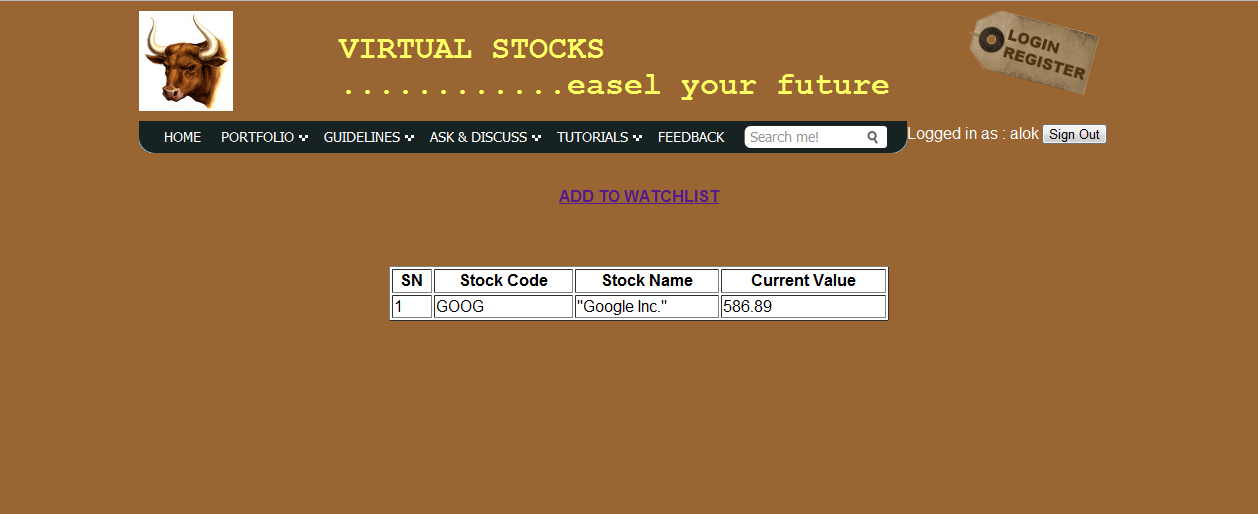 VIRTUAL STOCKS
............easel your future
LOGIN
REGISTER
HOME PORTFOLIO GUIDELINES ASK & DISCUSS TUTORIALS FEEDBACK Search me! Logged in as : alok Sign Out
ADD TO WATCHLIST
SN Stock Code Stock Name Current Value
1 GOOG "Google Inc." 586.89